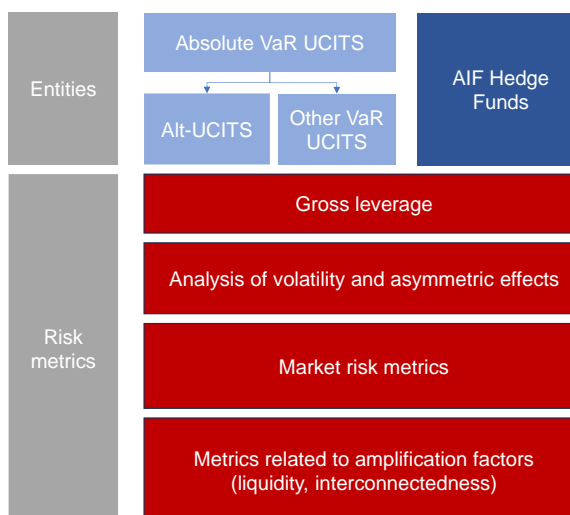 Entities
Absolute VaR UCITS
Alt-UCITS
Other VaR
UCITS
AIF Hedge
Funds
Risk
metrics
Gross leverage
Analysis of volatility and asymmetric effects
Market risk metrics
Metrics related to amplification factors
(liquidity, interconnectedness)